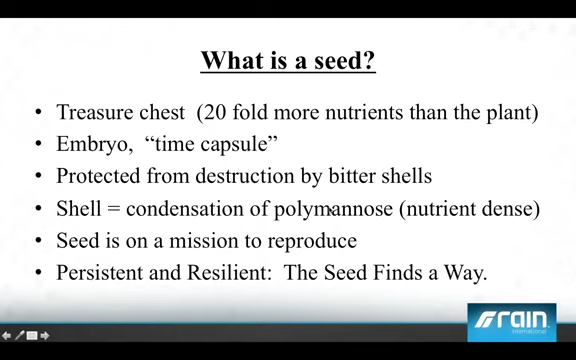 What is a seed?
• Treasure chest (20 fold more nutrients than the plant)
• Embryo, “time capsule”
• Protected from destruction by bitter shells
• Shell = condensation of polymannose (nutrient dense)
• Seed is on a mission to reproduce
• Persistent and Resilient: The Seed Finds a Way.
rain
international